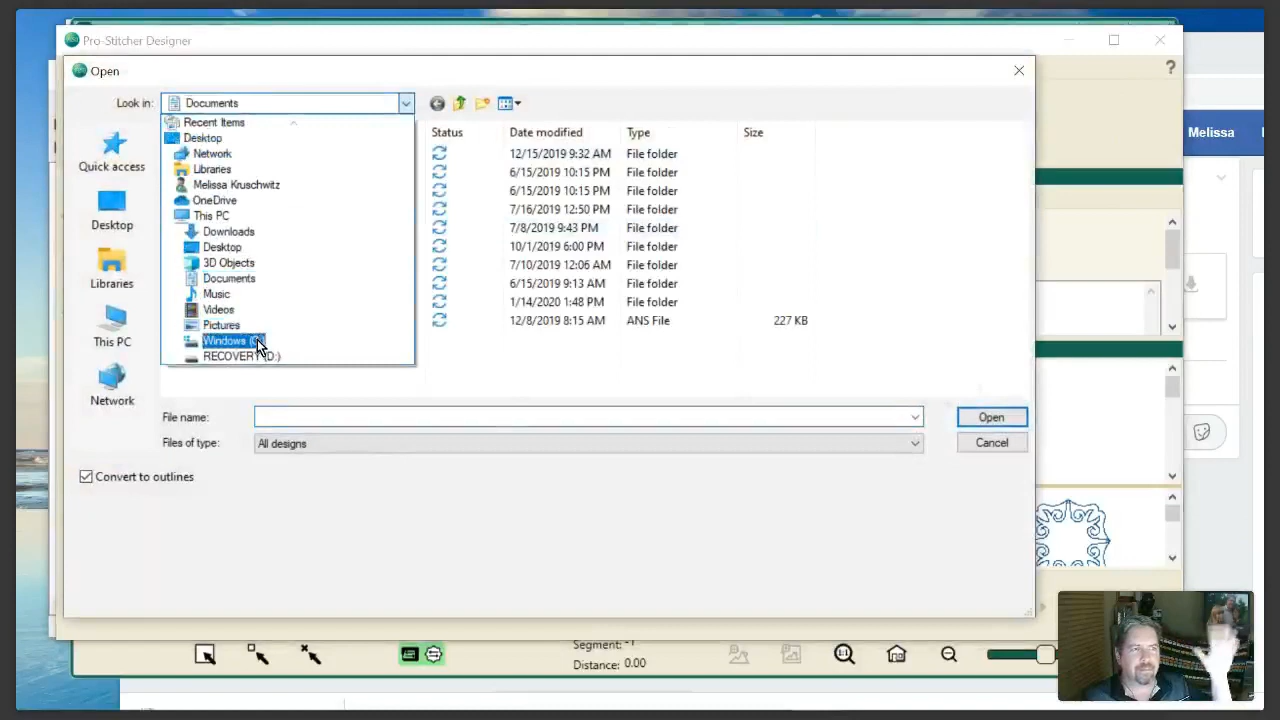 Pro-Stitcher Designer
?
Open
Look in: Documents
Recent Items
Desktop
Network
Libraries
Melissa Kruschwitz
OneDrive
This PC
Downloads
Desktop
3D Objects
Documents
Music
Videos
Pictures
Windows (C:)
RECOVERY (D:)
Quick access
Desktop
Libraries
This PC
Network
Status Date modified Type Size
12/15/2019 9:32 AM File folder
6/15/2019 10:15 PM File folder
6/15/2019 10:15 PM File folder
7/16/2019 12:50 PM File folder
7/8/2019 9:43 PM File folder
10/1/2019 6:00 PM File folder
7/10/2019 12:06 AM File folder
6/15/2019 9:13 AM File folder
1/14/2020 1:48 PM File folder
12/8/2019 8:15 AM ANS File 227 KB
File name: Open
Files of type: All designs Cancel
Convert to outlines
Melissa
Segment: -1
Distance: 0.00
1:1